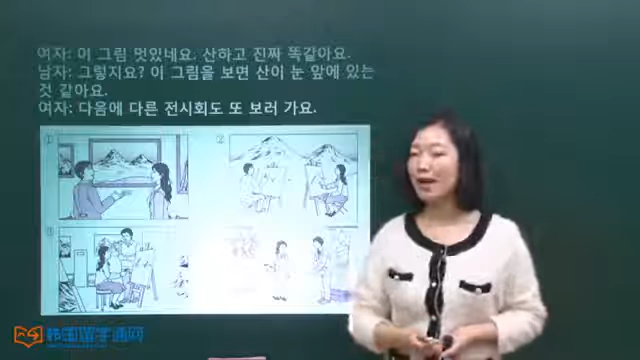 여자: 이 그림 멋있네요. 산하고 진짜 똑같아요.
남자: 그렇지요? 이 그림을 보면 산이 눈 앞에 있는
것 같아요.
여자: 다음에 다른 전시회도 또 보러 가요.
①
②
③
韩国留学通网